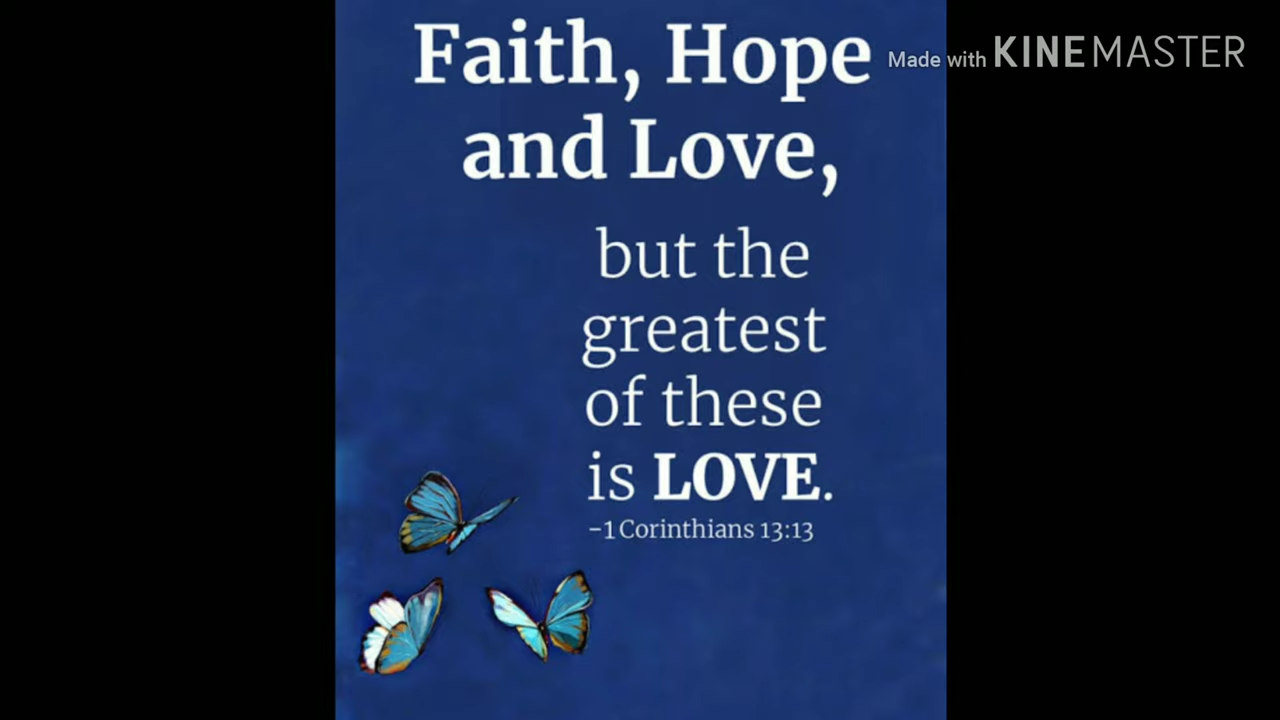 Faith, Hope
and Love,
but the
greatest
of these
is LOVE.
–1 Corinthians 13:13
Made with KINEMASTER